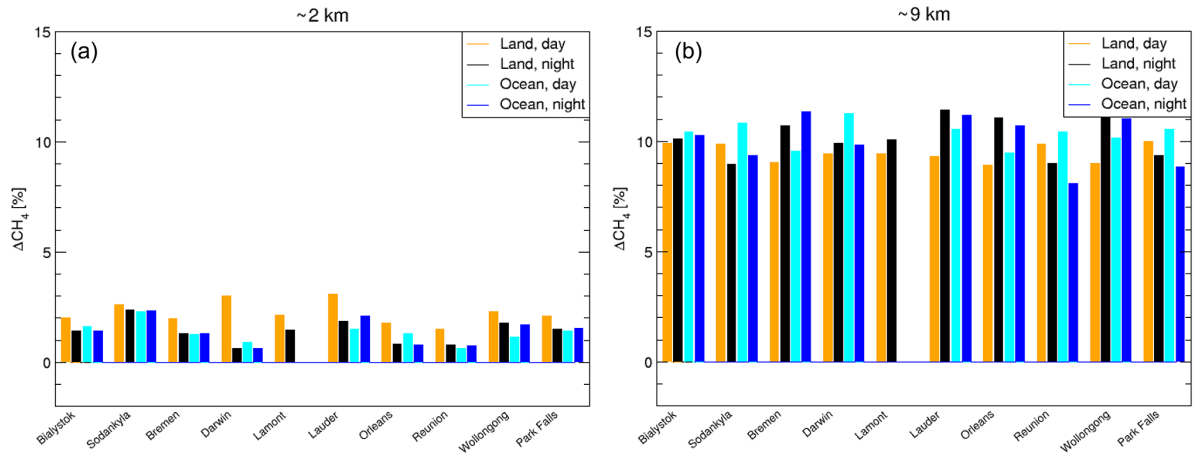 ~2 km
(a)
Land, day
Land, night
Ocean, day
Ocean, night
15
10
5
0
ΔCH4 [%]
Bialystok
Sodankyla
Bremen
Darwin
Lamont
Lauder
Orleans
Reunion
Wollongong
Park Falls
~9 km
(b)
Land, day
Land, night
Ocean, day
Ocean, night
15
10
5
0
ΔCH4 [%]
Bialystok
Sodankyla
Bremen
Darwin
Lamont
Lauder
Orleans
Reunion
Wollongong
Park Falls